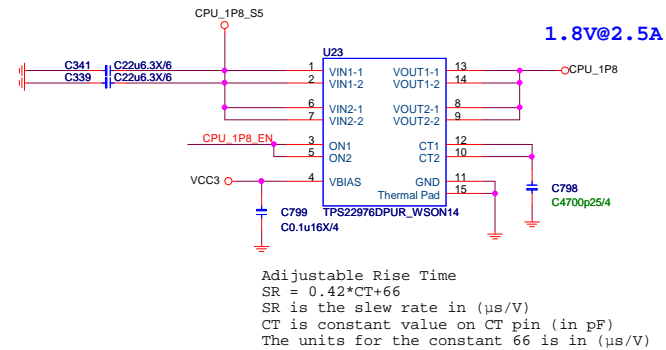 CPU_1P8_S5
1.8V@2.5A
U23
C341 C22u6.3X/6
C339 C22u6.3X/6
1 VIN1-1 VOUT1-1 13
2 VIN1-2 VOUT1-2 14
CPU_1P8
6 VIN2-1 VOUT2-1 8
7 VIN2-2 VOUT2-2 9
CPU_1P8_EN
3 ON1 CT1 12
5 ON2 CT2 10
VCC3
4 VBIAS GND 11
Thermal Pad 15
C798
C4700p25/4
C799
C0.1u16X/4
TPS22976DPUR_WSON14
Adjustable Rise Time
SR = 0.42*CT+66
SR is the slew rate in (µs/V)
CT is constant value on CT pin (in pF)
The units for the constant 66 is in (µs/V)